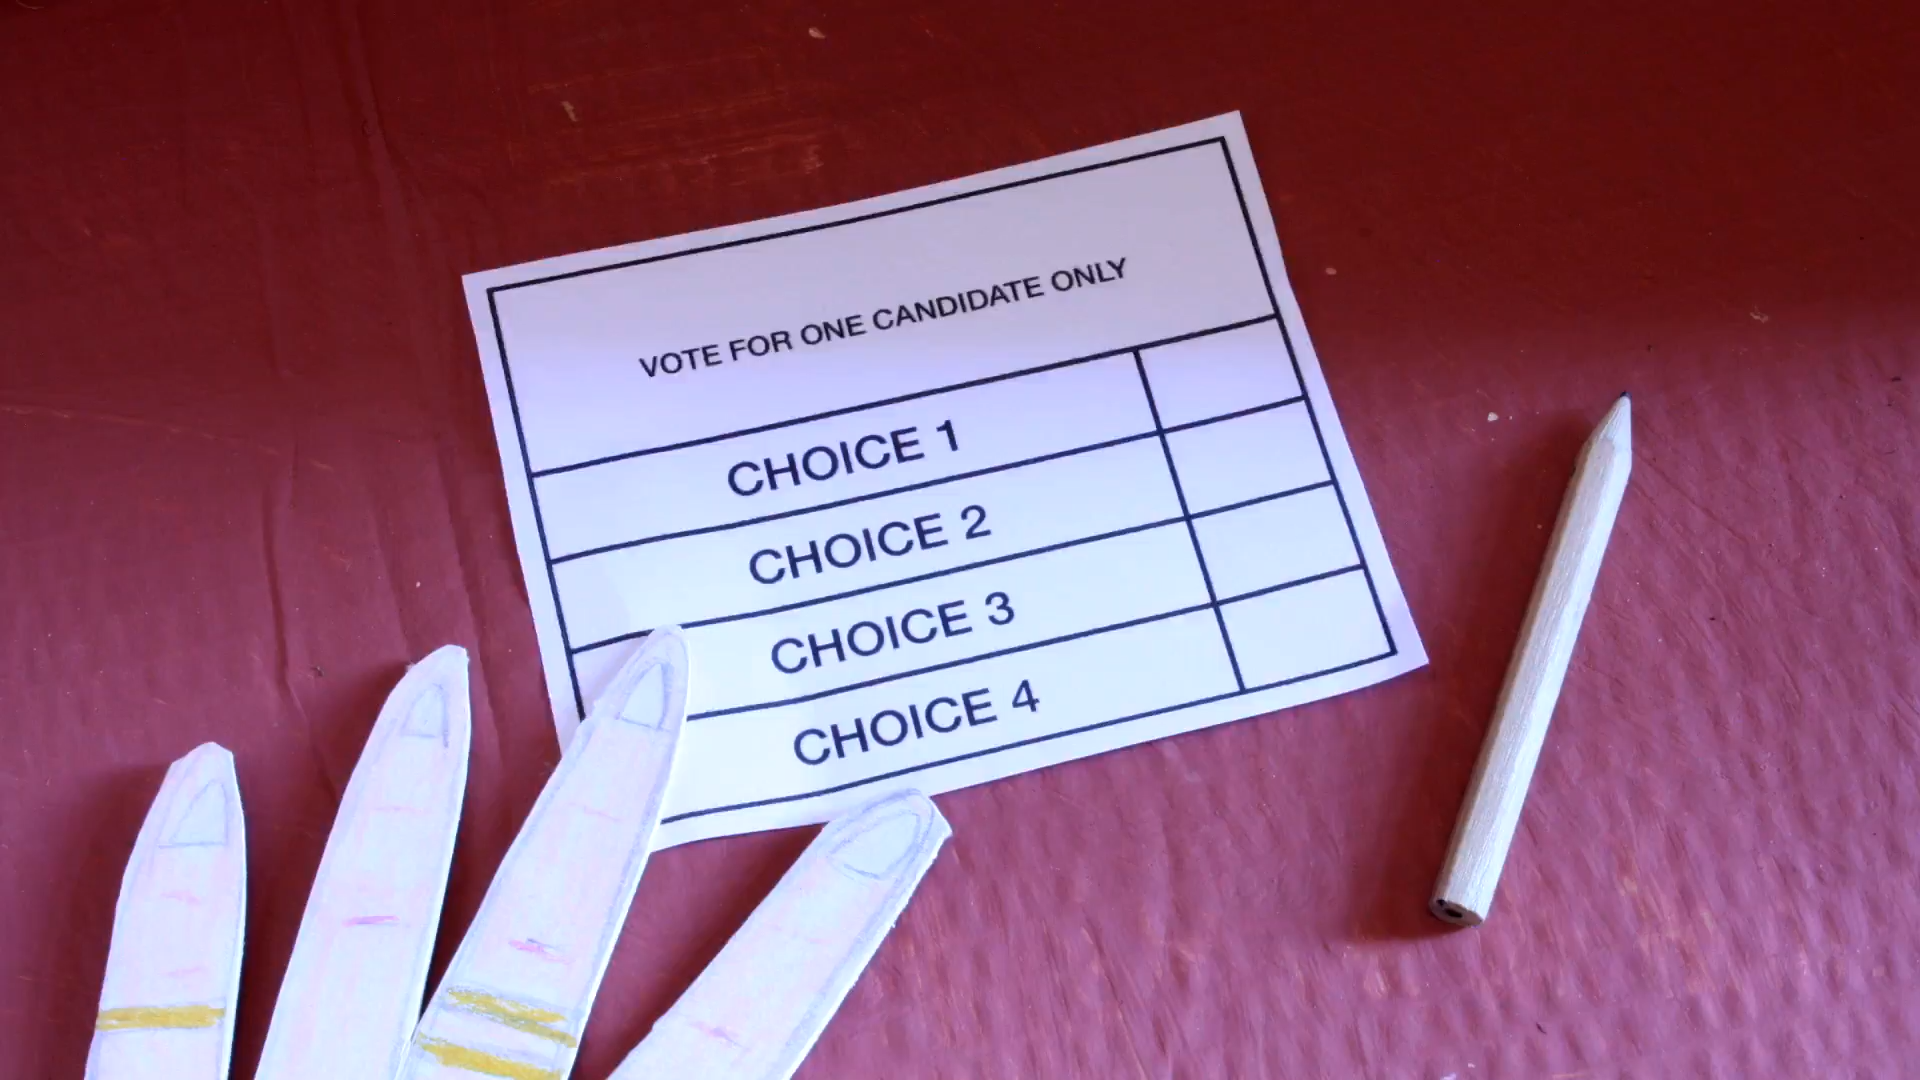 VOTE FOR ONE CANDIDATE ONLY
CHOICE 1
CHOICE 2
CHOICE 3
CHOICE 4